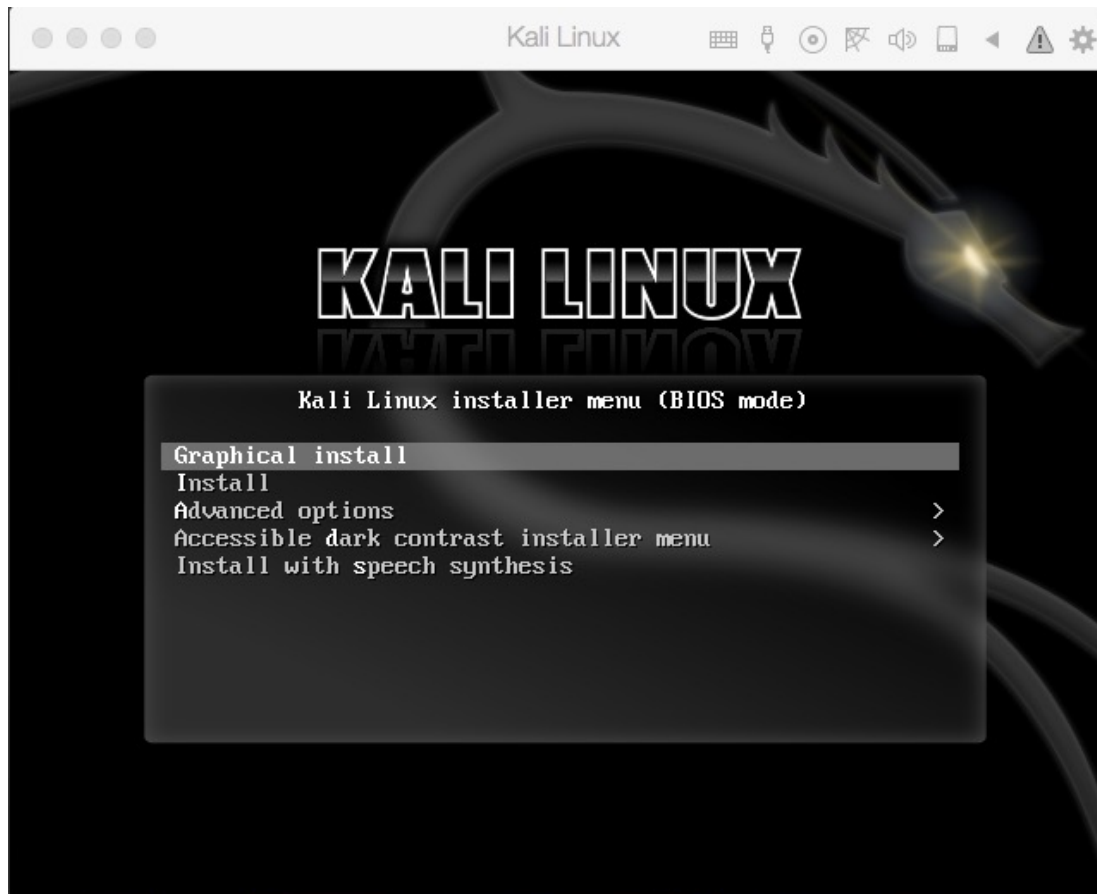 Kali Linux
KALI LINUX
Kali Linux installer menu (BIOS mode)
Graphical install
Install
Advanced options >
Accessible dark contrast installer menu >
Install with speech synthesis